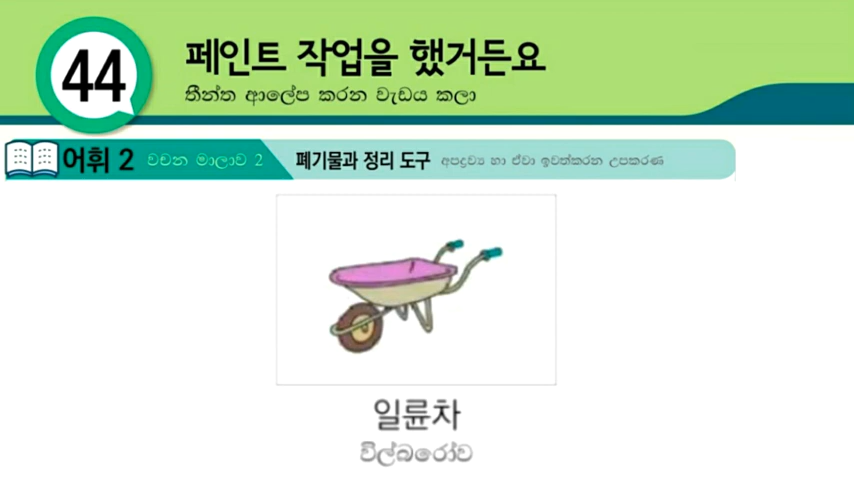 44
페인트 작업을 했거든요
තීන්ත ආලේප කරන වැඩය කලා
어휘 2 වචන මාලාව 2 폐기물과 정리 도구 අපද්‍රව්‍ය හා ඒවා ඉවත්කරන උපකරණ
일륜차
විල්බරෝව